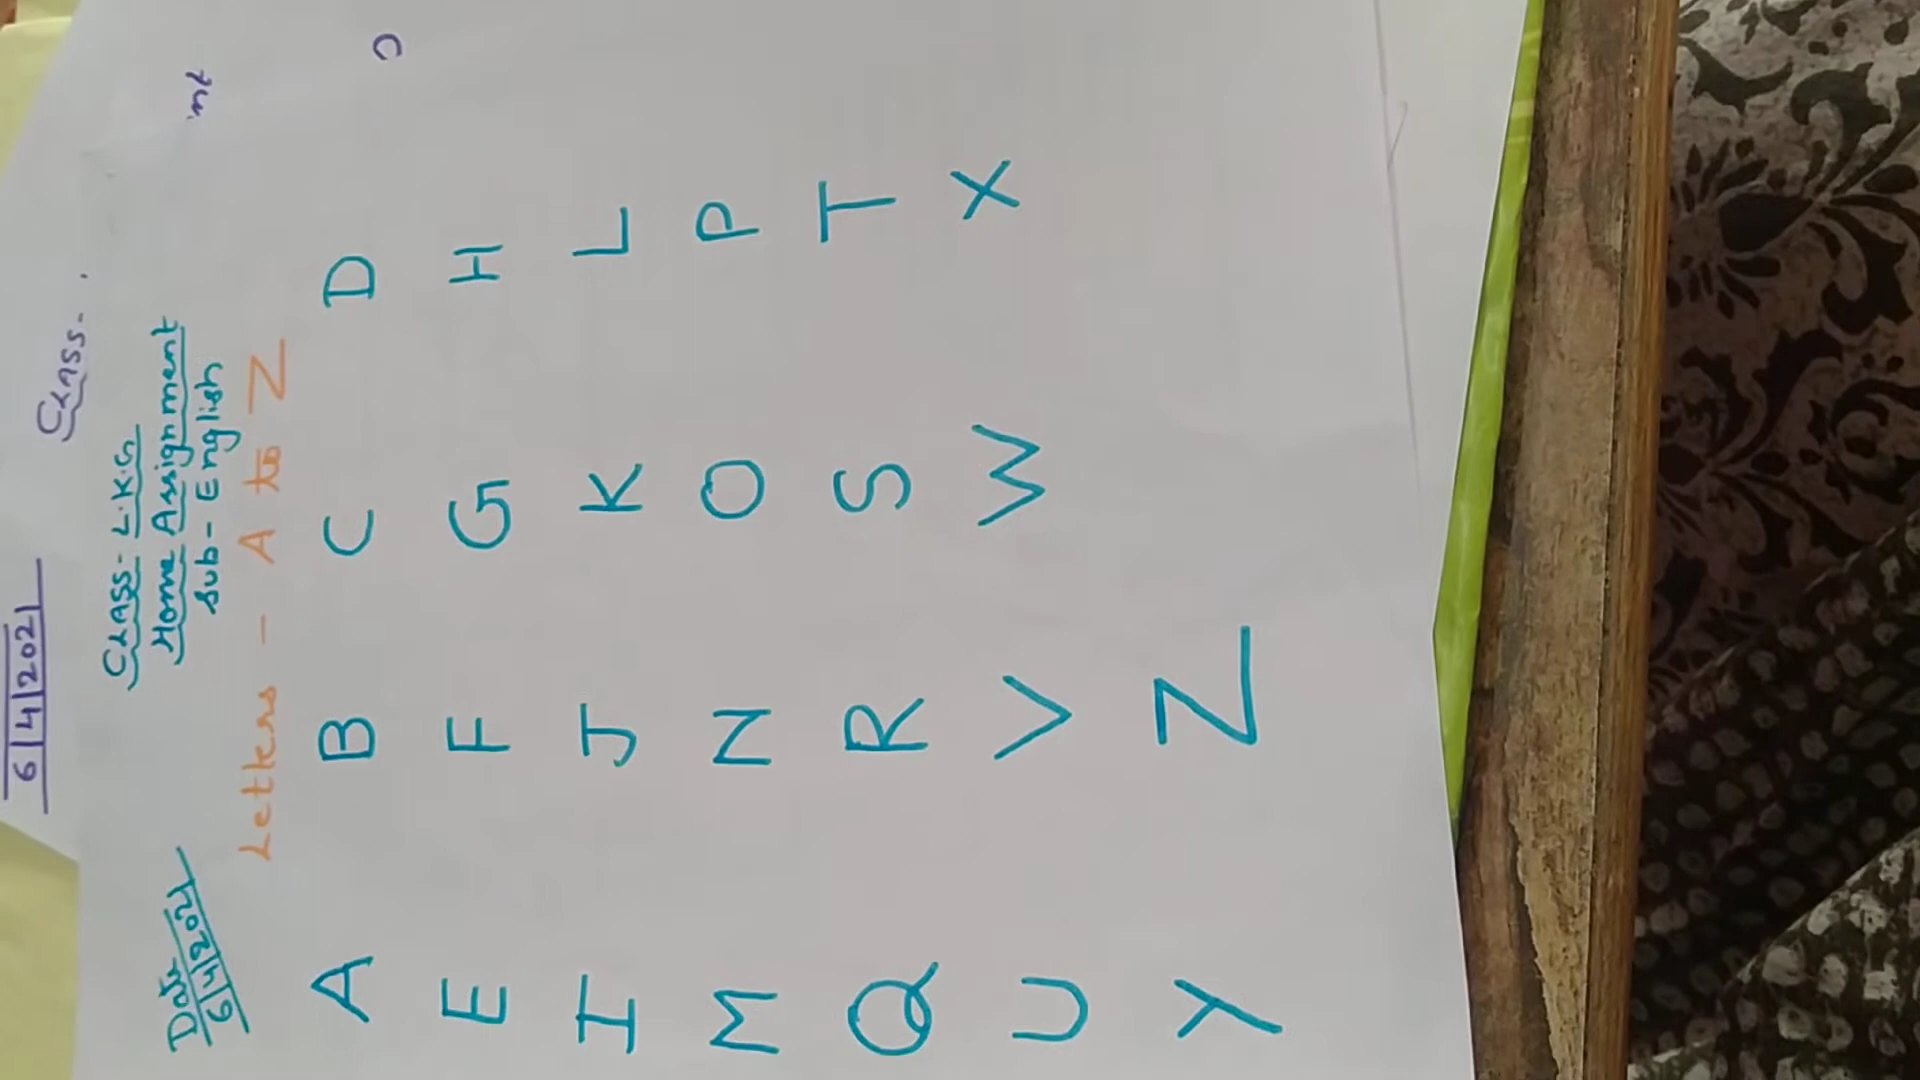 6|4|2021
CLASS-
CLASS- L.K.G
Home Assignment
Date
6/4/2021
Sub- English
Letters - A to Z
A B C D
E F G H
I J K L
M N O P
Q R S T
U V W X
Y Z